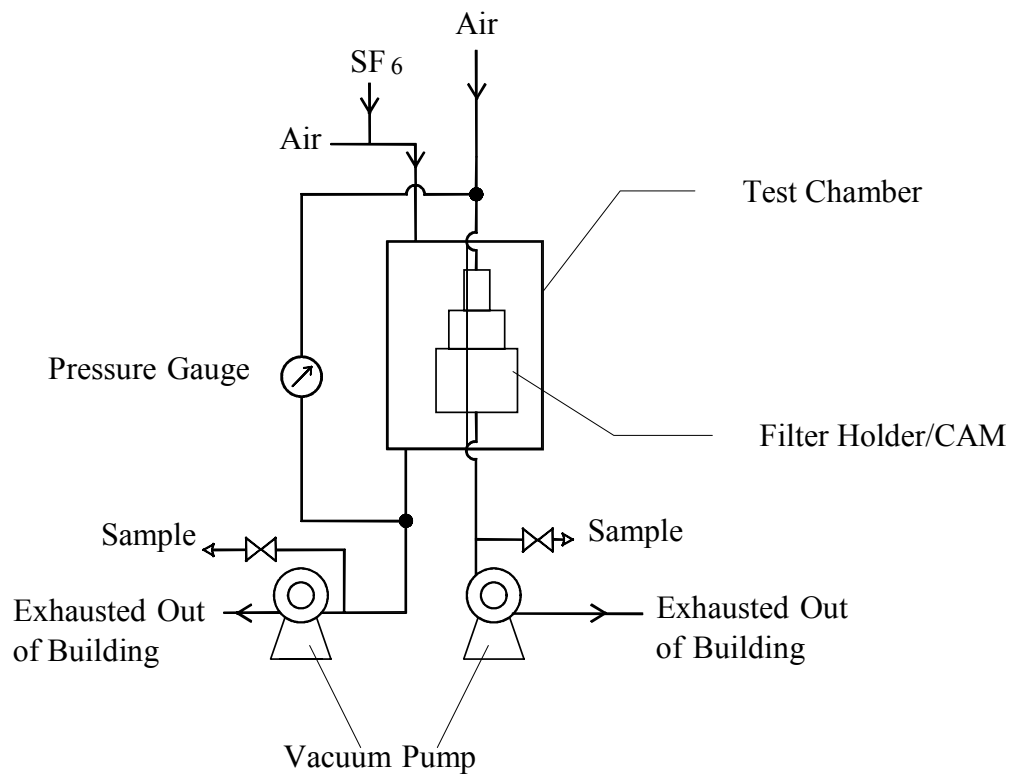 Air
SF6
Air
Test Chamber
Pressure Gauge
Filter Holder/CAM
Sample
Sample
Exhausted Out
of Building
Exhausted Out
of Building
Vacuum Pump